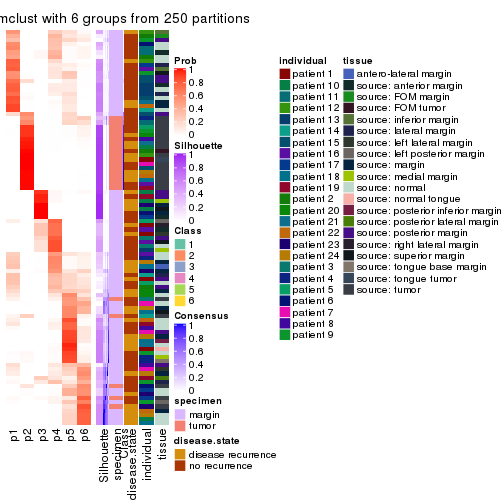 mclust with 6 groups from 250 partitions
p1
p2
p3
p4
p5
p6
Silhouette
specimen
Class
disease.state
individual
tissue
Prob
1
0.8
0.6
0.4
0.2
0
Silhouette
1
0.8
0.6
0.4
0.2
0
Class
1
2
3
4
5
6
Consensus
1
0.8
0.6
0.4
0.2
0
specimen
margin
tumor
disease.state
disease recurrence
no recurrence
individual
patient 1
patient 10
patient 11
patient 12
patient 13
patient 14
patient 15
patient 16
patient 17
patient 18
patient 19
patient 2
patient 20
patient 21
patient 22
patient 23
patient 24
patient 3
patient 4
patient 5
patient 6
patient 7
patient 8
patient 9
tissue
antero-lateral margin
source: anterior margin
source: FOM margin
source: FOM tumor
source: inferior margin
source: lateral margin
source: left lateral margin
source: left posterior margin
source: margin
source: medial margin
source: normal
source: normal tongue
source: posterior inferior margin
source: posterior lateral margin
source: posterior margin
source: right lateral margin
source: superior margin
source: tongue base margin
source: tongue tumor
source: tumor